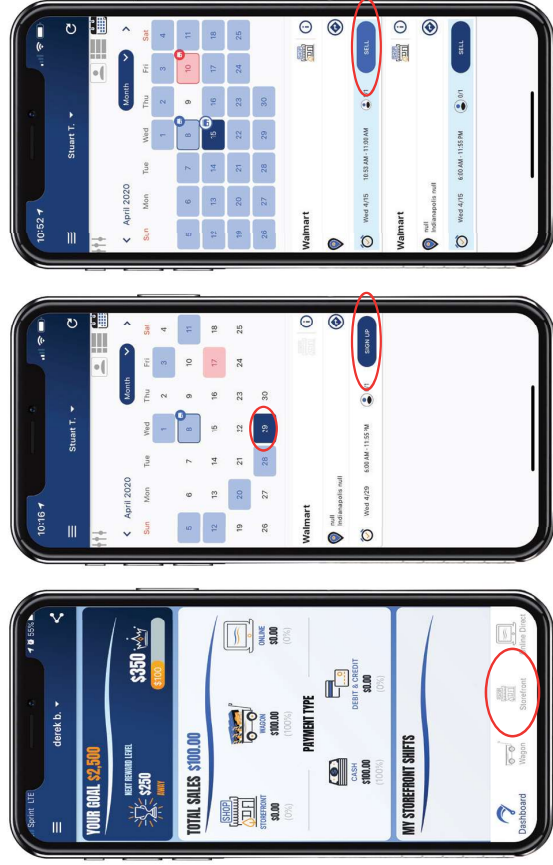 Sprint LTE
55%
derek b.
YOUR GOAL $2,500
NEXT REWARD LEVEL
$250
AWAY
$350
$100
TOTAL SALES $100.00
SHOP
STOREFRONT
$0.00
(0%)
WAGON
$100.00
(100%)
ONLINE
$0.00
(0%)
PAYMENT TYPE
CASH
$100.00
(100%)
DEBIT & CREDIT
$0.00
(0%)
MY STOREFRONT SHIFTS
Dashboard
Wagon
Storefront
Online Direct
10:16
Stuart T.
April 2020
Month
Sun Mon Tue Wed Thu Fri Sat
1 2 3 4
5 6 7 8 9 10 11
12 13 14 15 16 17 18
19 20 21 22 23 24 25
26 27 28 29 30
Walmart
null
Indianapolis null
Wed 4/29 6:00 AM - 11:55 PM 0/1 SIGN UP
10:52
Stuart T.
April 2020
Month
Sun Mon Tue Wed Thu Fri Sat
1 2 3 4
5 6 7 8 9 10 11
12 13 14 15 16 17 18
19 20 21 22 23 24 25
26 27 28 29 30
Walmart
null
Indianapolis null
Wed 4/15 10:53 AM - 11:00 AM 0/1 SELL
Walmart
null
Indianapolis null
Wed 4/15 6:00 AM - 11:55 PM 0/1 SELL